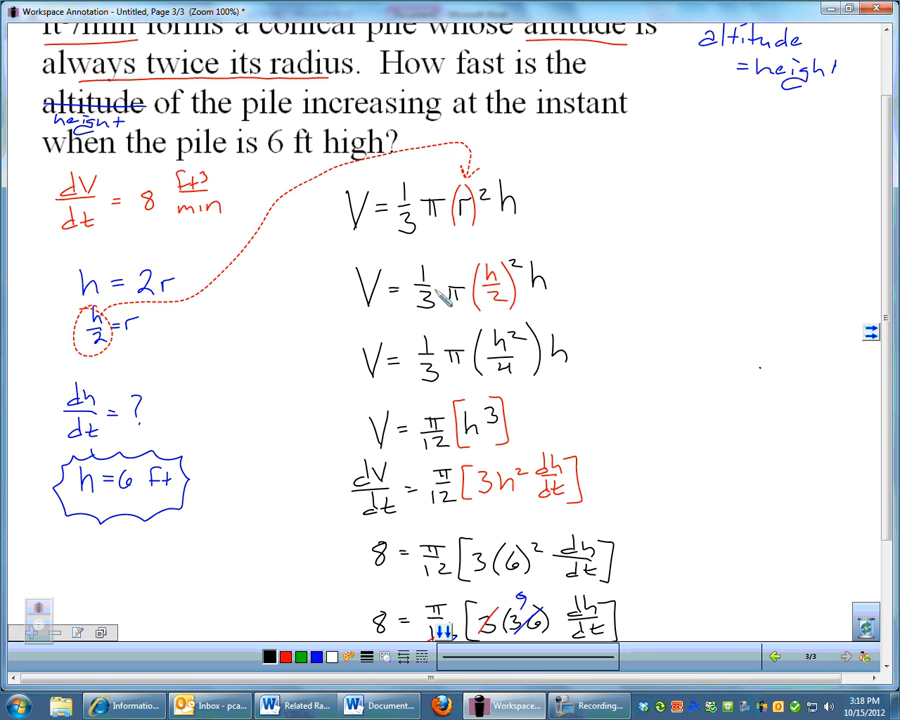 Workspace Annotation - Untitled, Page 3/3 (Zoom 100%) *
ft³/min forms a conical pile whose altitude is
always twice its radius. How fast is the
altitude of the pile increasing at the instant
height
when the pile is 6 ft high?
altitude
= height
dV/dt = 8 ft3/min
h = 2r
h/2 = r
dh/dt = ?
h = 6 ft
V = 1/3 π (r)² h
V = 1/3 π (h/2)² h
V = 1/3 π (h²/4) h
V = π/12 [h³]
dV/dt = π/12 [3h² dh/dt]
8 = π/12 [3(6)² dh/dt]
9
8 = π/12 [3(36) dh/dt]
3/3
Informatio...
Inbox - pca...
Related Ra...
Document...
Workspac...
Recording...
3:18 PM
10/15/2012